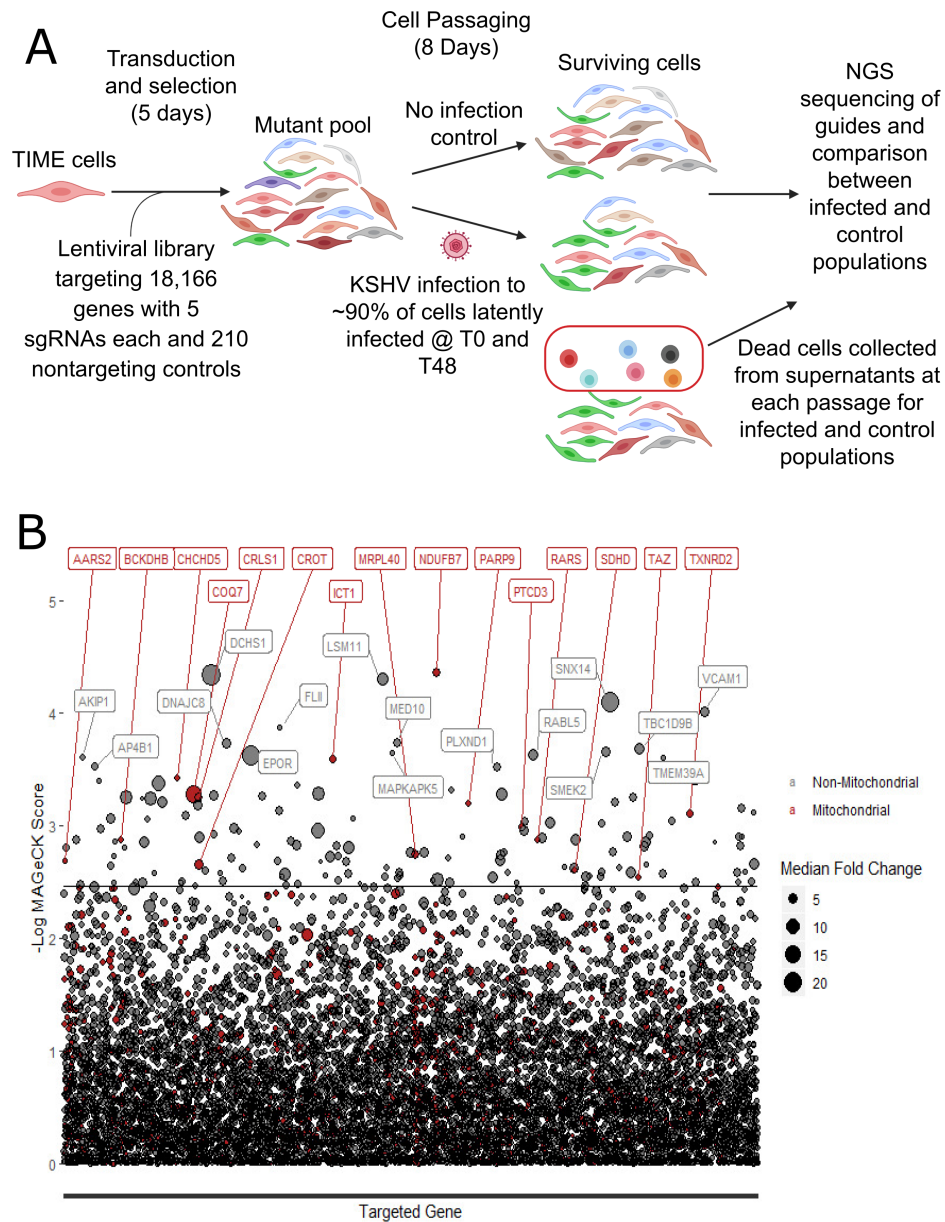 A
Transduction
and selection
(5 days)
Cell Passaging
(8 Days)
Surviving cells
NGS
sequencing of
guides and
comparison
between
infected and
control
populations
TIME cells
Mutant pool
No infection
control
Lentiviral library
targeting 18,166
genes with 5
sgRNAs each and 210
nontargeting controls
KSHV infection to
~90% of cells latently
infected @ T0 and
T48
Dead cells collected
from supernatants at
each passage for
infected and control
populations
B
AARS2
BCKDHB
CHCHD5
CRLS1
CROT
MRPL40
NDUFB7
PARP9
RARS
SDHD
TAZ
TXNRD2
COQ7
ICT1
PTCD3
DCHS1
LSM11
SNX14
VCAM1
AKIP1
DNAJC8
FLII
MED10
RABL5
TBC1D9B
AP4B1
EPOR
PLXND1
MAPKAPK5
SMEK2
TMEM39A
5
4
3
2
1
0
-Log MAGeCK Score
Targeted Gene
a Non-Mitochondrial
a Mitochondrial
Median Fold Change
5
10
15
20